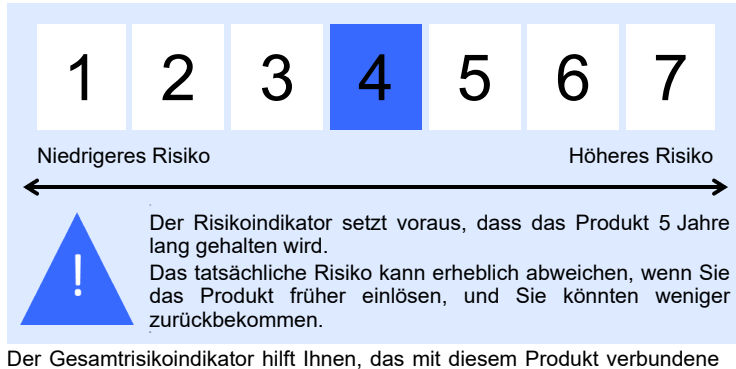 1 2 3 4 5 6 7
Niedrigeres Risiko Höheres Risiko
!
Der Risikoindikator setzt voraus, dass das Produkt 5 Jahre
lang gehalten wird.
Das tatsächliche Risiko kann erheblich abweichen, wenn Sie
das Produkt früher einlösen, und Sie könnten weniger
zurückbekommen.
Der Gesamtrisikoindikator hilft Ihnen, das mit diesem Produkt verbundene